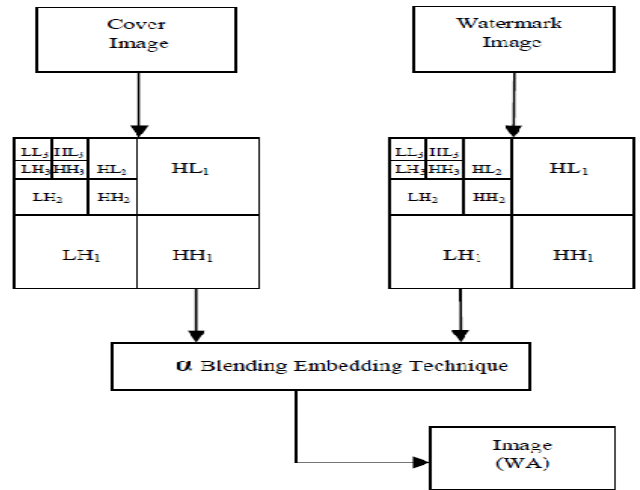 Cover
Image
Watermark
Image
LL3 HL3
LH3 HH3 HL2
HL1
LH2 HH2
LH1 HH1
LL3 HL3
LH3 HH3 HL2
HL1
LH2 HH2
LH1 HH1
α Blending Embedding Technique
Image
(WA)